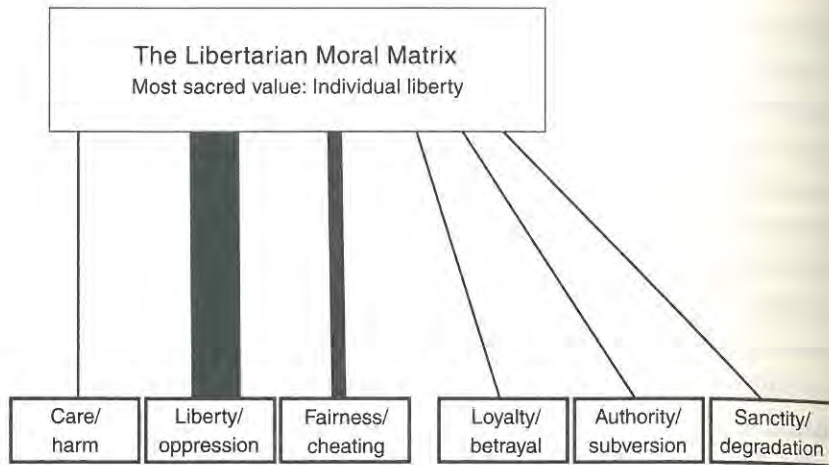 The Libertarian Moral Matrix
Most sacred value: Individual liberty
Care/
harm
Liberty/
oppression
Fairness/
cheating
Loyalty/
betrayal
Authority/
subversion
Sanctity/
degradation